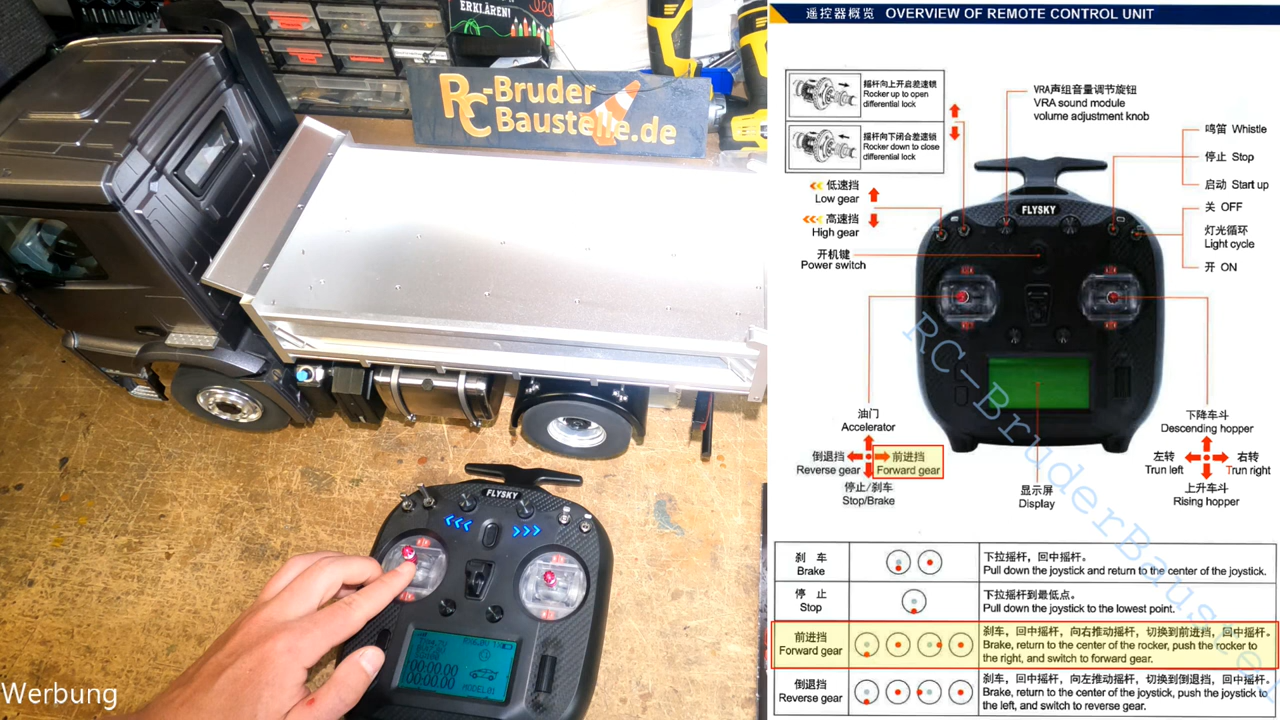 ERKLÄREN!
RC-Bruder
Baustelle.de
FLYSKY
<<<
>>>
00:00.00
00:00.00
MODEL01
Werbung
遥控器概览 OVERVIEW OF REMOTE CONTROL UNIT
摇杆向上开启差速锁
Rocker up to open
differential lock
摇杆向下闭合差速锁
Rocker down to close
differential lock
VRA声组音量调节旋钮
VRA sound module
volume adjustment knob
鸣笛 Whistle
停止 Stop
启动 Start up
低速挡
Low gear
高速挡
High gear
开机键
Power switch
FLYSKY
关 OFF
灯光循环
Light cycle
开 ON
油门
Accelerator
倒退挡
Reverse gear
前进挡
Forward gear
停止/刹车
Stop/Brake
显示屏
Display
下降车斗
Descending hopper
左转
Trun left
右转
Trun right
上升车斗
Rising hopper
刹 车
Brake
下拉摇杆，回中摇杆。
Pull down the joystick and return to the center of the joystick.
停 止
Stop
下拉摇杆到最低点。
Pull down the joystick to the lowest point.
前进挡
Forward gear
刹车，回中摇杆，向右推动摇杆，切换到前进挡，回中摇杆。
Brake, return to the center of the rocker, push the rocker to
the right, and switch to forward gear.
倒退挡
Reverse gear
刹车，回中摇杆，向左推动摇杆，切换到倒退挡，回中摇杆。
Brake, return to the center of the joystick, push the joystick to
the left, and switch to reverse gear.